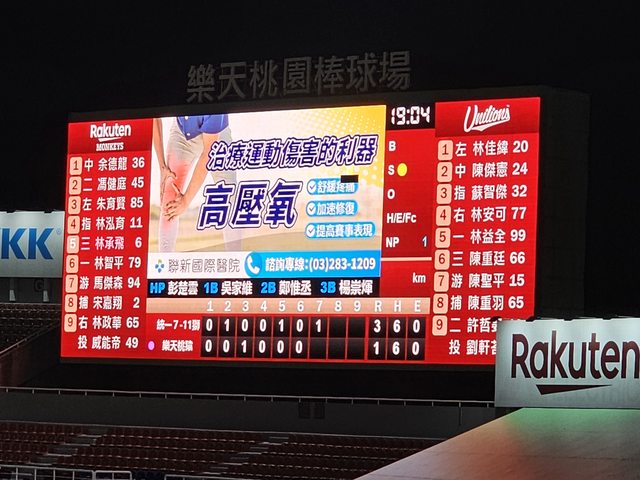 樂天桃園棒球場
19:04
Rakuten
MONKEYS
1 中 余德龍 36
2 二 馮健庭 45
3 左 朱育賢 85
4 指 林泓育 11
5 三 林承飛 6
6 一 林智平 79
7 游 馬傑森 94
8 捕 宋嘉翔 2
9 右 林政華 65
投 威能帝 49
治療運動傷害的利器
高壓氧
舒緩疼痛
加速修復
提高賽事表現
聯新國際醫院
諮詢專線:(03)283-1209
HP 彭楚雲 1B 吳家維 2B 鄭惟丞 3B 楊崇煇
1 2 3 4 5 6 7 8 9 R H E
統一7-11獅 0 1 0 0 1 0 1 3 6 0
樂天桃猿 0 1 0 0 0 0 1 6 0
B
S
O
H/E/Fc
NP 1
km
Unilions
1 左 林佳緯 20
2 中 陳傑憲 24
3 指 蘇智傑 32
4 右 林安可 77
5 一 林益全 99
6 三 陳重廷 66
7 游 陳聖平 15
8 捕 陳重羽 65
9 二 許哲
投 劉軒
KK
Rakuten